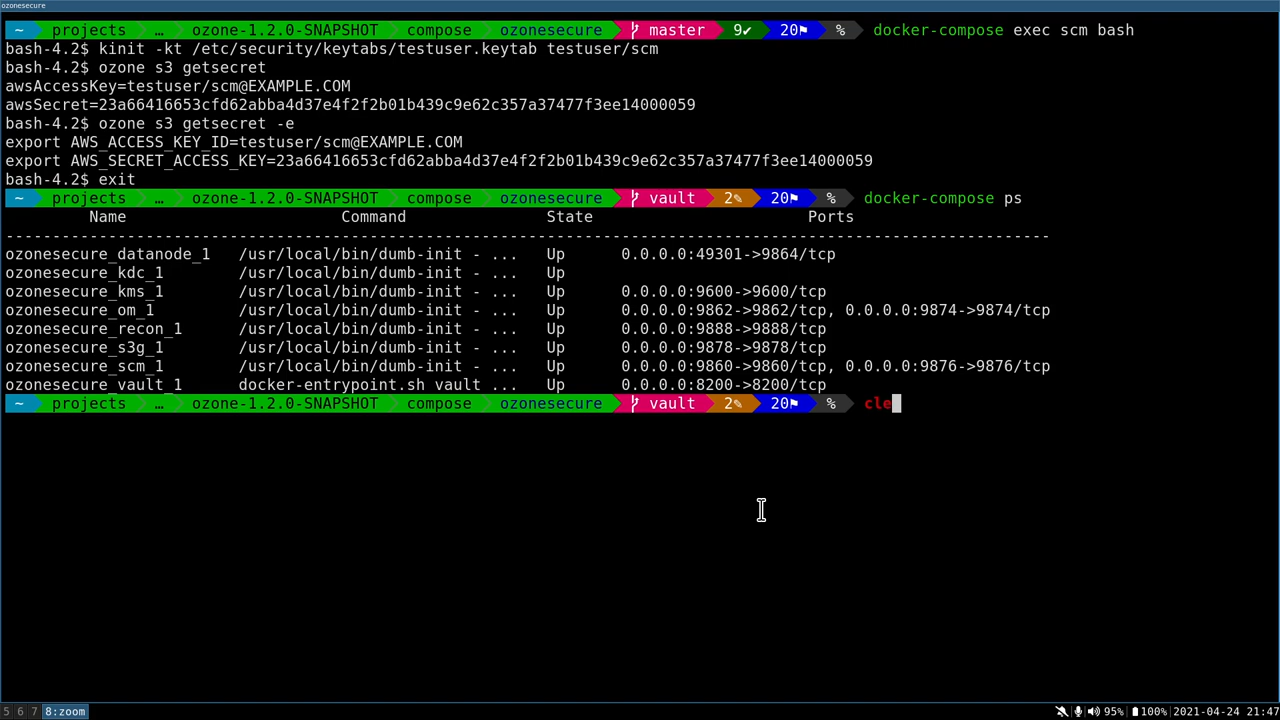 ozonesecure
~ projects … ozone-1.2.0-SNAPSHOT compose ozonesecure master 9✔ 20⚑ % docker-compose exec scm bash
bash-4.2$ kinit -kt /etc/security/keytabs/testuser.keytab testuser/scm
bash-4.2$ ozone s3 getsecret
awsAccessKey=testuser/scm@EXAMPLE.COM
awsSecret=23a66416653cfd62abba4d37e4f2f2b01b439c9e62c357a37477f3ee14000059
bash-4.2$ ozone s3 getsecret -e
export AWS_ACCESS_KEY_ID=testuser/scm@EXAMPLE.COM
export AWS_SECRET_ACCESS_KEY=23a66416653cfd62abba4d37e4f2f2b01b439c9e62c357a37477f3ee14000059
bash-4.2$ exit
~ projects … ozone-1.2.0-SNAPSHOT compose ozonesecure vault 2✎ 20⚑ % docker-compose ps
Name Command State Ports
-----------------------------------------------------------------------------------------------------------------
ozonesecure_datanode_1 /usr/local/bin/dumb-init - ... Up 0.0.0.0:49301->9864/tcp
ozonesecure_kdc_1 /usr/local/bin/dumb-init - ... Up
ozonesecure_kms_1 /usr/local/bin/dumb-init - ... Up 0.0.0.0:9600->9600/tcp
ozonesecure_om_1 /usr/local/bin/dumb-init - ... Up 0.0.0.0:9862->9862/tcp, 0.0.0.0:9874->9874/tcp
ozonesecure_recon_1 /usr/local/bin/dumb-init - ... Up 0.0.0.0:9888->9888/tcp
ozonesecure_s3g_1 /usr/local/bin/dumb-init - ... Up 0.0.0.0:9878->9878/tcp
ozonesecure_scm_1 /usr/local/bin/dumb-init - ... Up 0.0.0.0:9860->9860/tcp, 0.0.0.0:9876->9876/tcp
ozonesecure_vault_1 docker-entrypoint.sh vault ... Up 0.0.0.0:8200->8200/tcp
~ projects … ozone-1.2.0-SNAPSHOT compose ozonesecure vault 2✎ 20⚑ % cle
5 6 7 8:zoom 95% 100% 2021-04-24 21:47